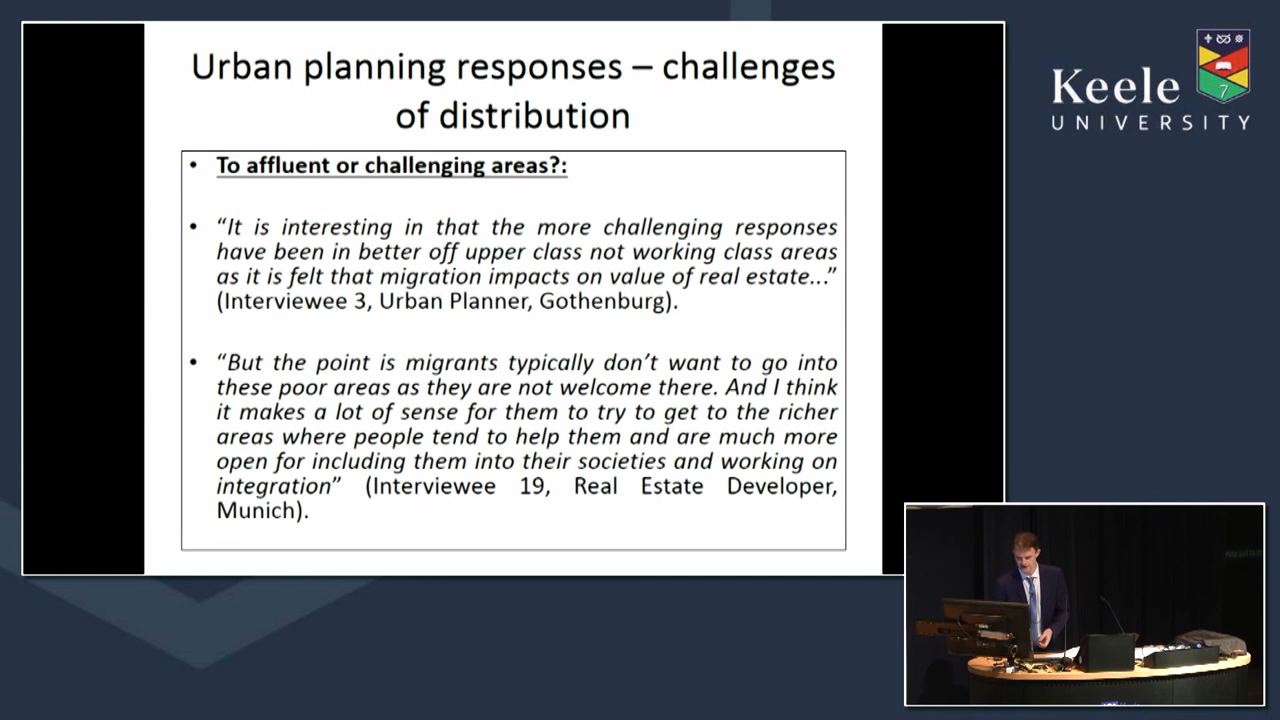 Urban planning responses – challenges
of distribution
• To affluent or challenging areas?:
• “It is interesting in that the more challenging responses
have been in better off upper class not working class areas
as it is felt that migration impacts on value of real estate...”
(Interviewee 3, Urban Planner, Gothenburg).
• “But the point is migrants typically don’t want to go into
these poor areas as they are not welcome there. And I think
it makes a lot of sense for them to try to get to the richer
areas where people tend to help them and are much more
open for including them into their societies and working on
integration” (Interviewee 19, Real Estate Developer,
Munich).
Keele
UNIVERSITY